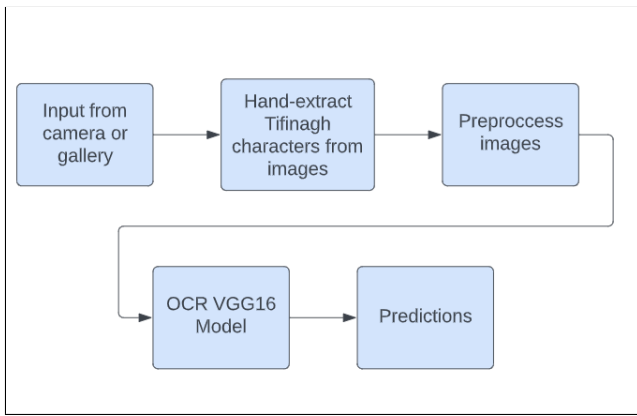 Input from
camera or
gallery
Hand-extract
Tifinagh
characters from
images
Preproccess
images
OCR VGG16
Model
Predictions